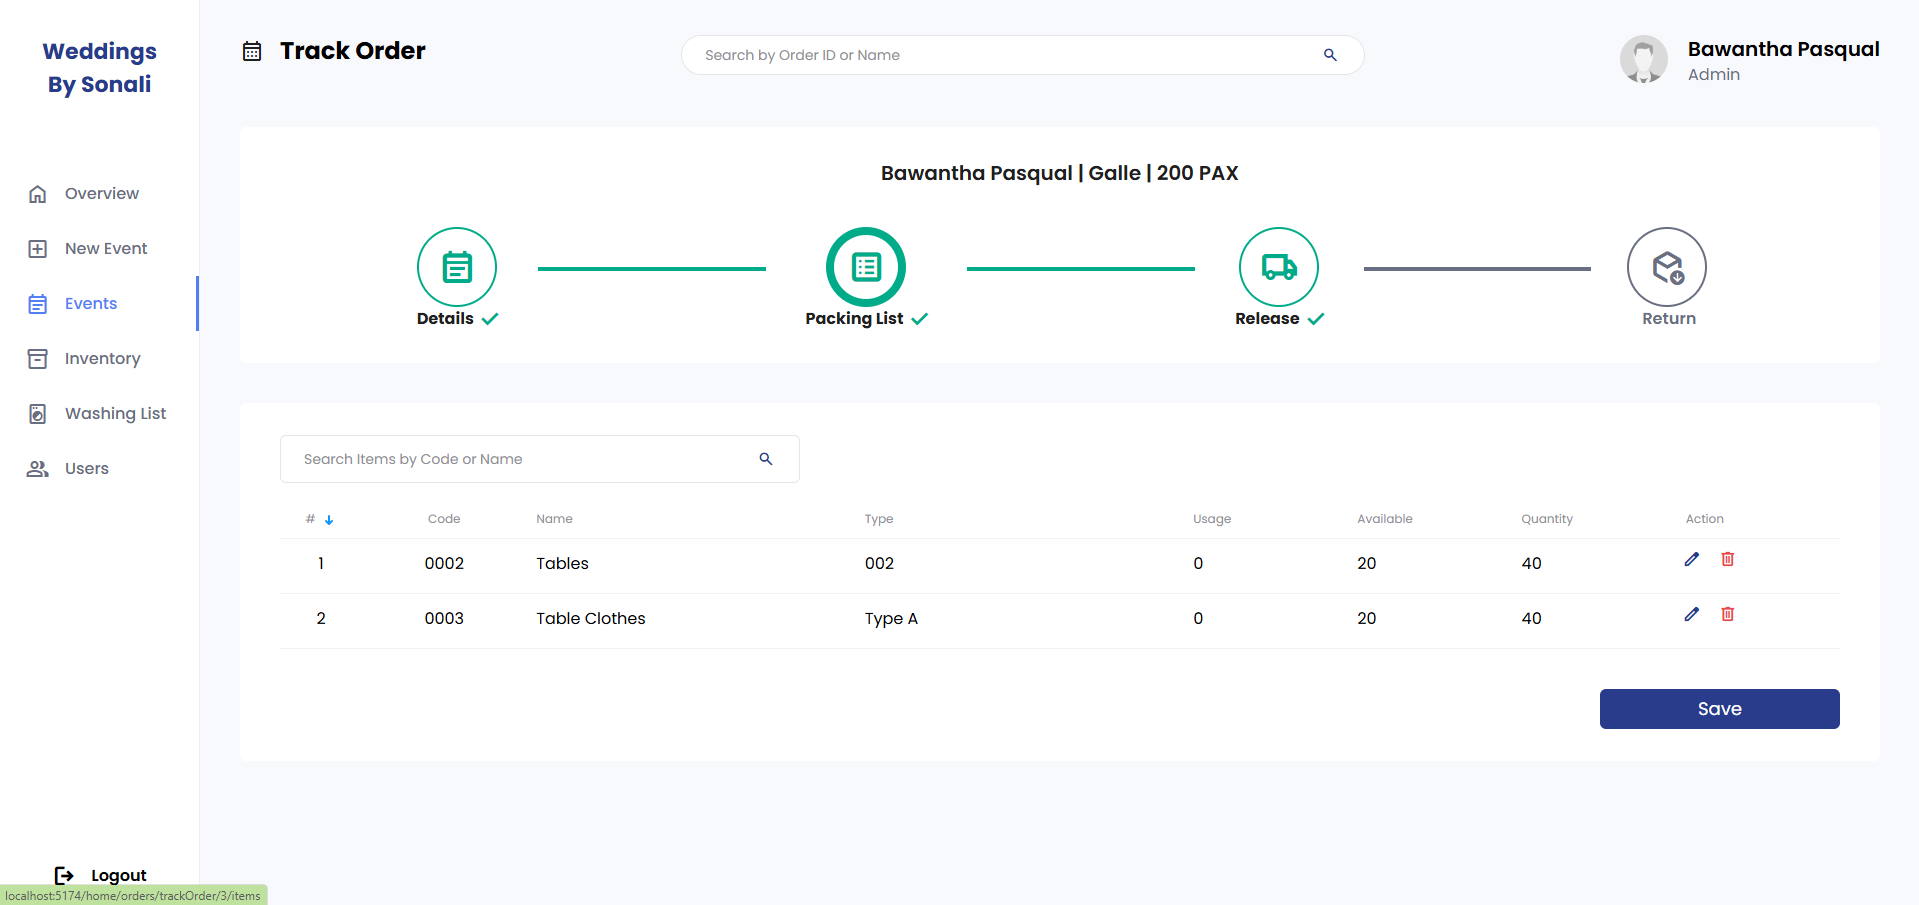 Weddings
By Sonali
Track Order
Search by Order ID or Name
Bawantha Pasqual
Admin
Overview
New Event
Events
Inventory
Washing List
Users
Logout
Bawantha Pasqual | Galle | 200 PAX
Details
Packing List
Release
Return
Search Items by Code or Name
# Code Name Type Usage Available Quantity Action
1 0002 Tables 002 0 20 40
2 0003 Table Clothes Type A 0 20 40
Save
localhost:5174/home/orders/trackOrder/3/items